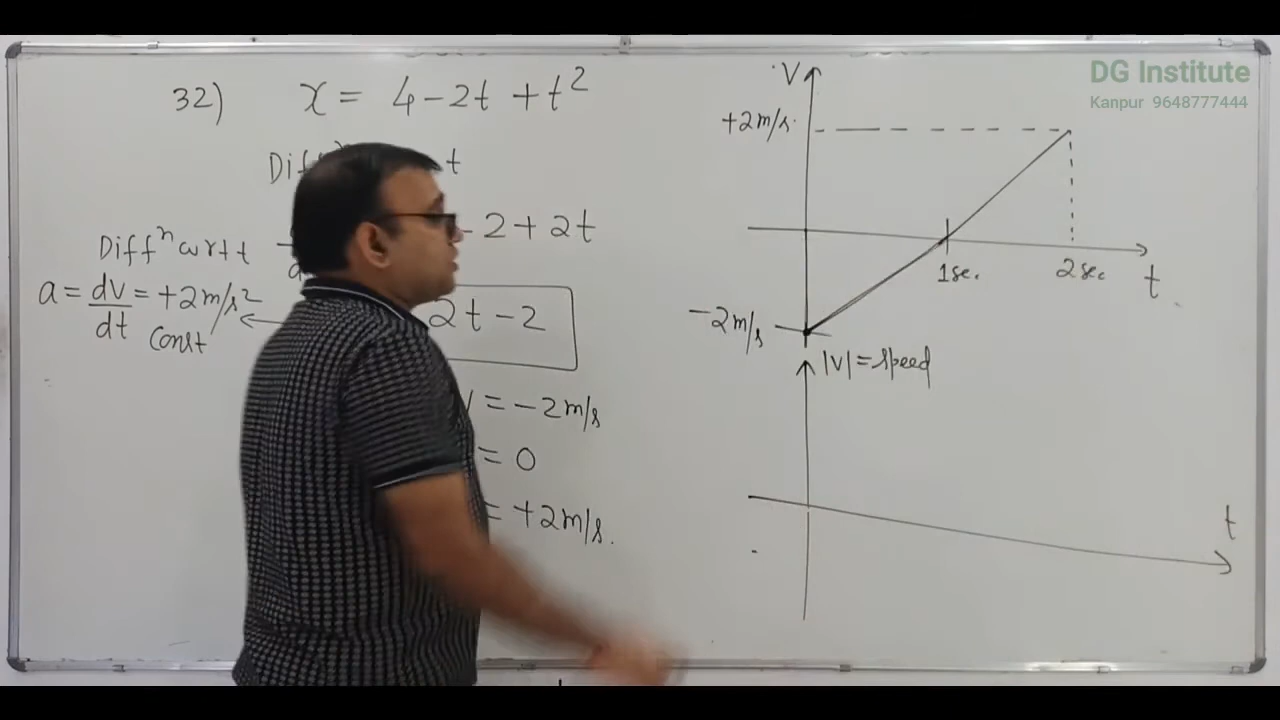 32) x = 4 - 2t + t²
t
- 2 + 2t
Diffⁿ w r t t
a = dv/dt = +2m/s²
Const
2t - 2
= -2m/s
= 0
= +2m/s.
V
+2m/s
1sec.
2sec
t
-2m/s
|V| = speed
t
DG Institute
Kanpur 9648777444